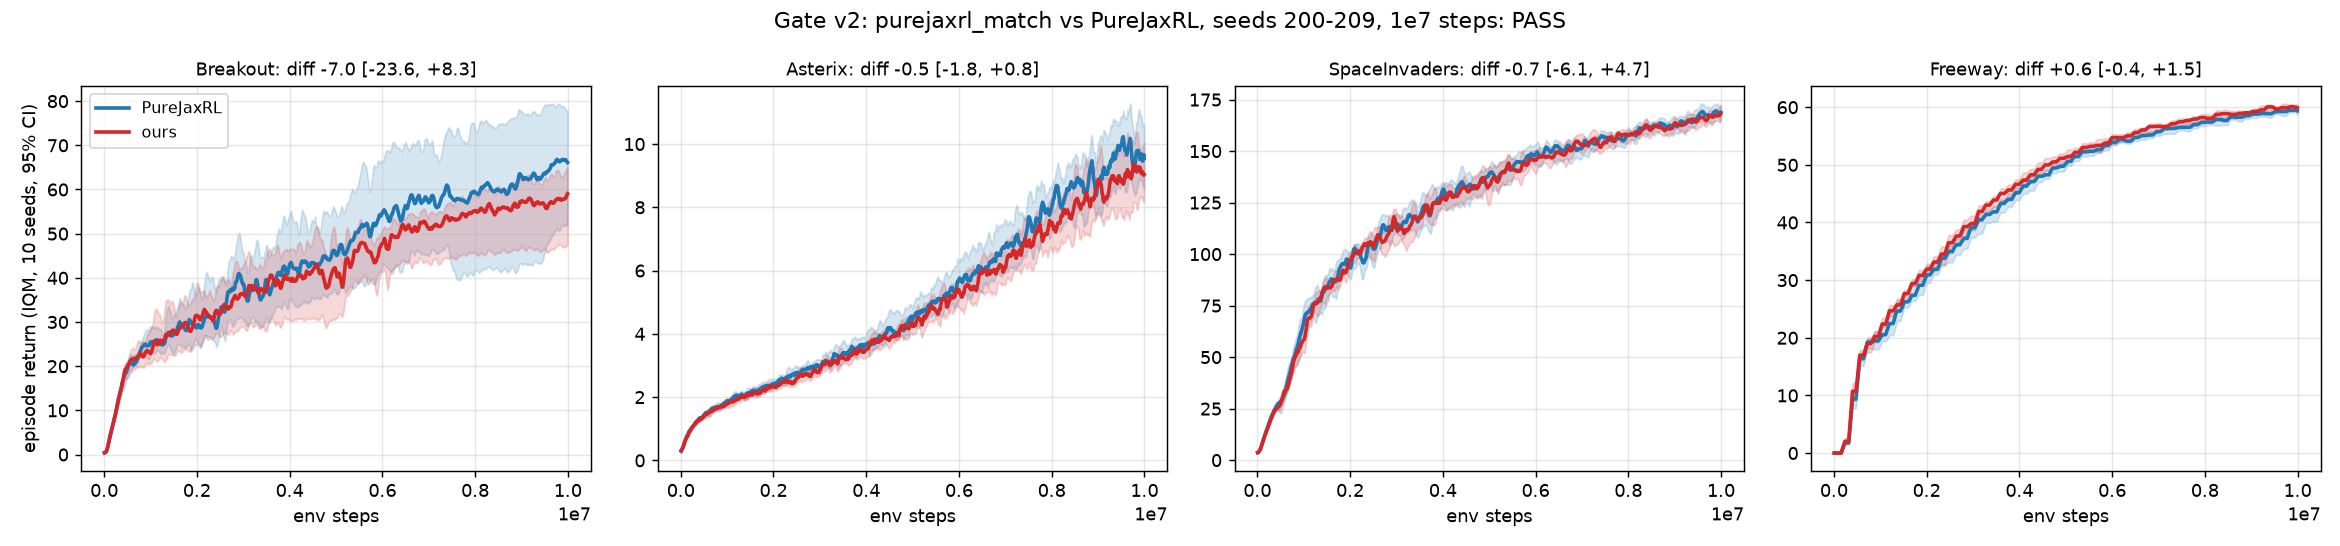 Gate v2: purejaxrl_match vs PureJaxRL, seeds 200-209, 1e7 steps: PASS
Breakout: diff -7.0 [-23.6, +8.3]
episode return (IQM, 10 seeds, 95% CI)
PureJaxRL
ours
80
70
60
50
40
30
20
10
0
0.0 0.2 0.4 0.6 0.8 1.0
env steps
1e7
Asterix: diff -0.5 [-1.8, +0.8]
10
8
6
4
2
0
0.0 0.2 0.4 0.6 0.8 1.0
env steps
1e7
SpaceInvaders: diff -0.7 [-6.1, +4.7]
175
150
125
100
75
50
25
0
0.0 0.2 0.4 0.6 0.8 1.0
env steps
1e7
Freeway: diff +0.6 [-0.4, +1.5]
60
50
40
30
20
10
0
0.0 0.2 0.4 0.6 0.8 1.0
env steps
1e7